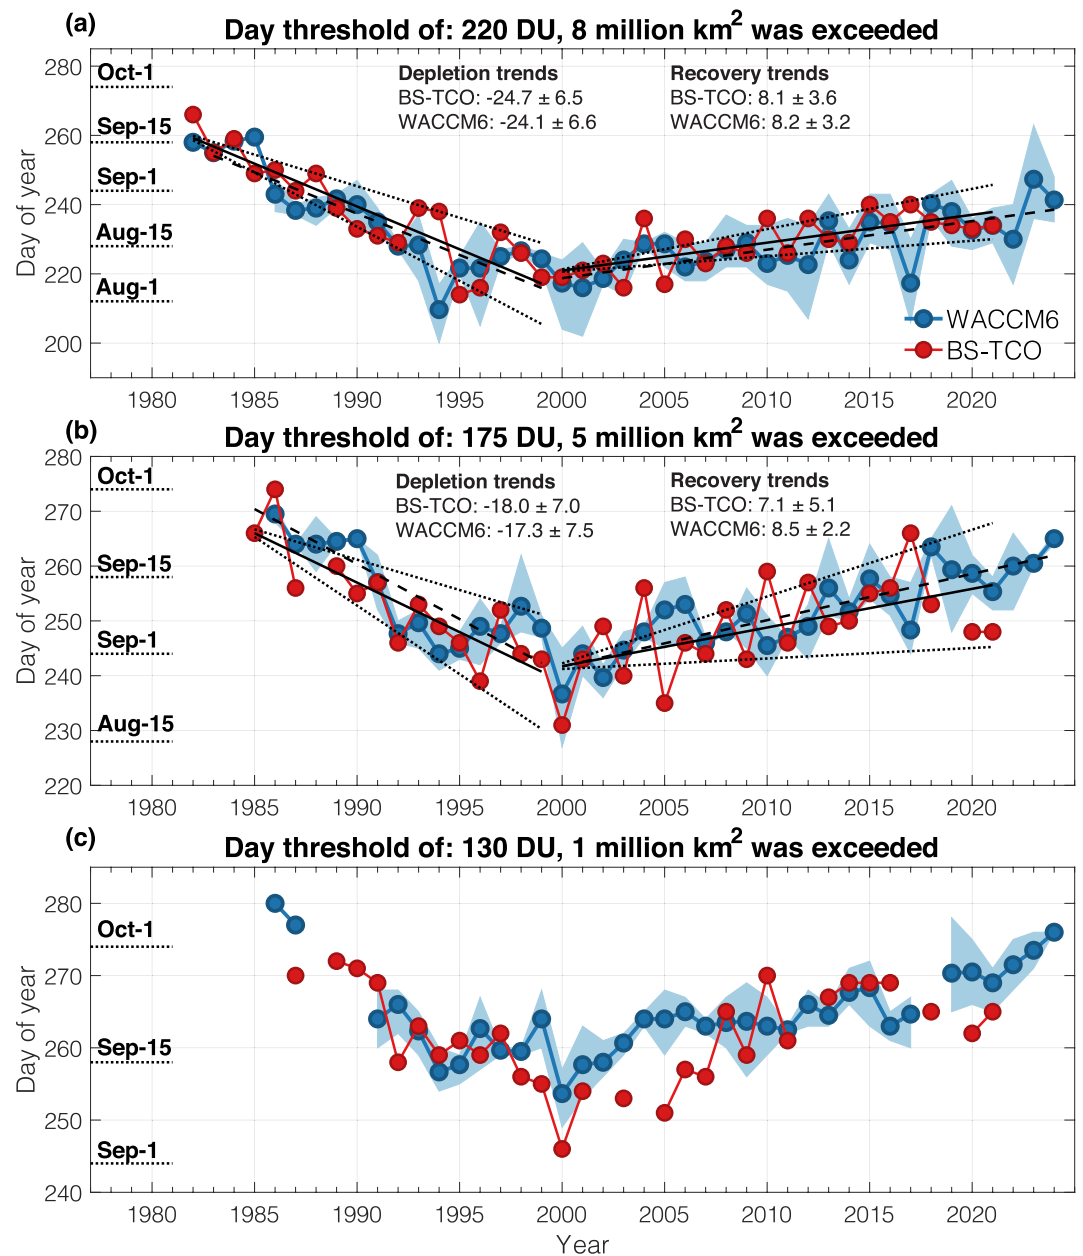 (a)
Day threshold of: 220 DU, 8 million km² was exceeded
280
Oct-1
Depletion trends
Recovery trends
BS-TCO: -24.7 ± 6.5
BS-TCO: 8.1 ± 3.6
WACCM6: -24.1 ± 6.6
WACCM6: 8.2 ± 3.2
Sep-15
260
Sep-1
240
Aug-15
220
Aug-1
200
Day of year
WACCM6
BS-TCO
1980 1985 1990 1995 2000 2005 2010 2015 2020
(b)
Day threshold of: 175 DU, 5 million km² was exceeded
280
Oct-1
Depletion trends
Recovery trends
BS-TCO: -18.0 ± 7.0
BS-TCO: 7.1 ± 5.1
WACCM6: -17.3 ± 7.5
WACCM6: 8.5 ± 2.2
270
Sep-15
260
250
Sep-1
240
Aug-15
230
220
Day of year
1980 1985 1990 1995 2000 2005 2010 2015 2020
(c)
Day threshold of: 130 DU, 1 million km² was exceeded
280
Oct-1
270
Sep-15
260
250
Sep-1
240
Day of year
1980 1985 1990 1995 2000 2005 2010 2015 2020
Year